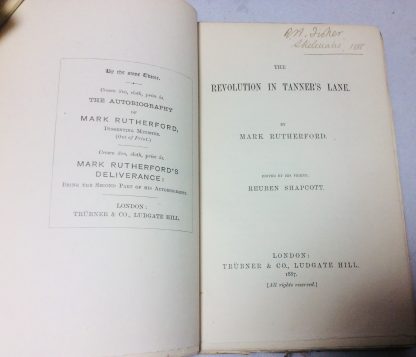 By the same Author.
Crown 8vo, cloth, price 5s.
THE AUTOBIOGRAPHY
OF
MARK RUTHERFORD,
DISSENTING MINISTER.
(Out of Print.)
Crown 8vo, cloth, price 5s.
MARK RUTHERFORD'S
DELIVERANCE:
BEING THE SECOND PART OF HIS AUTOBIOGRAPHY.
LONDON:
TRÜBNER & CO., LUDGATE HILL.
Fisher
THE
REVOLUTION IN TANNER'S LANE.
BY
MARK RUTHERFORD.
EDITED BY HIS FRIEND,
REUBEN SHAPCOTT.
LONDON:
TRÜBNER & CO., LUDGATE HILL.
1887.
[All rights reserved.]